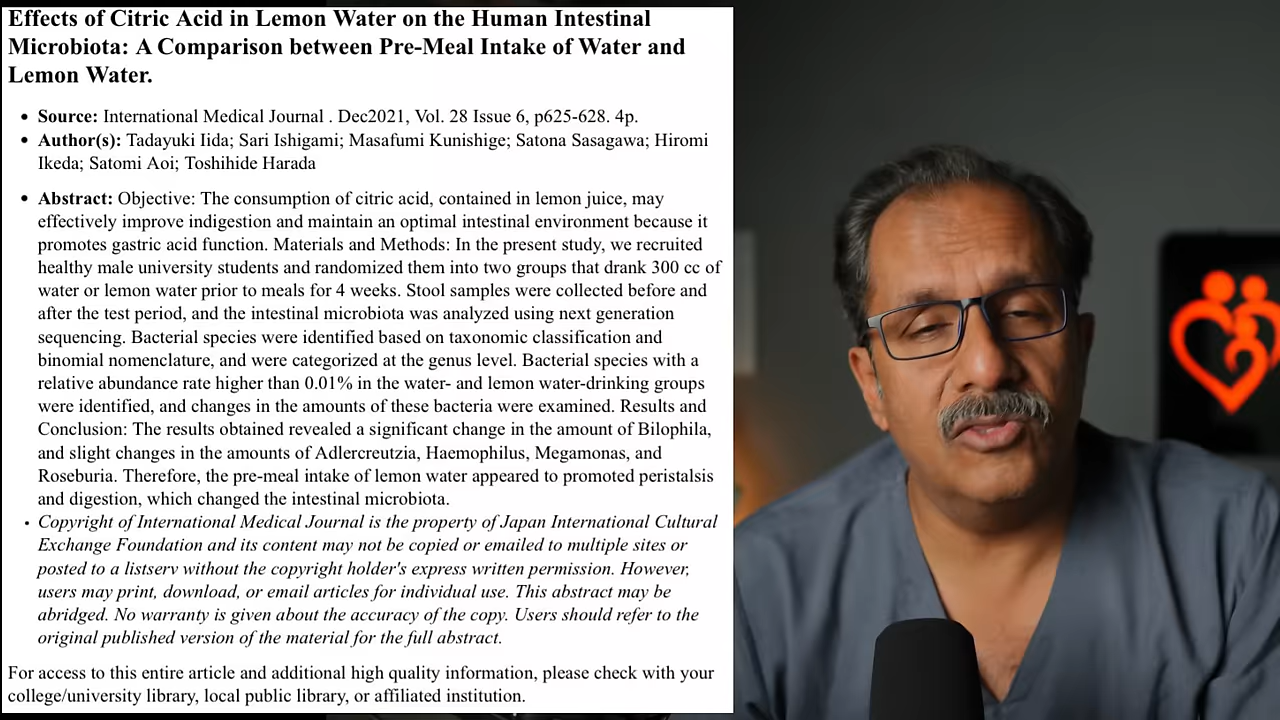 Effects of Citric Acid in Lemon Water on the Human Intestinal
Microbiota: A Comparison between Pre-Meal Intake of Water and
Lemon Water.
• Source: International Medical Journal . Dec2021, Vol. 28 Issue 6, p625-628. 4p.
• Author(s): Tadayuki Iida; Sari Ishigami; Masafumi Kunishige; Satona Sasagawa; Hiromi
Ikeda; Satomi Aoi; Toshihide Harada
• Abstract: Objective: The consumption of citric acid, contained in lemon juice, may
effectively improve indigestion and maintain an optimal intestinal environment because it
promotes gastric acid function. Materials and Methods: In the present study, we recruited
healthy male university students and randomized them into two groups that drank 300 cc of
water or lemon water prior to meals for 4 weeks. Stool samples were collected before and
after the test period, and the intestinal microbiota was analyzed using next generation
sequencing. Bacterial species were identified based on taxonomic classification and
binomial nomenclature, and were categorized at the genus level. Bacterial species with a
relative abundance rate higher than 0.01% in the water- and lemon water-drinking groups
were identified, and changes in the amounts of these bacteria were examined. Results and
Conclusion: The results obtained revealed a significant change in the amount of Bilophila,
and slight changes in the amounts of Adlercreutzia, Haemophilus, Megamonas, and
Roseburia. Therefore, the pre-meal intake of lemon water appeared to promoted peristalsis
and digestion, which changed the intestinal microbiota.
• Copyright of International Medical Journal is the property of Japan International Cultural
Exchange Foundation and its content may not be copied or emailed to multiple sites or
posted to a listserv without the copyright holder's express written permission. However,
users may print, download, or email articles for individual use. This abstract may be
abridged. No warranty is given about the accuracy of the copy. Users should refer to the
original published version of the material for the full abstract.
For access to this entire article and additional high quality information, please check with your
college/university library, local public library, or affiliated institution.